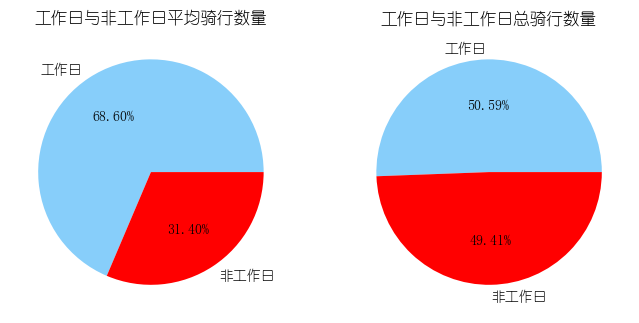 工作日与非工作日平均骑行数量
工作日
68.60%
31.40%
非工作日
工作日与非工作日总骑行数量
工作日
50.59%
49.41%
非工作日